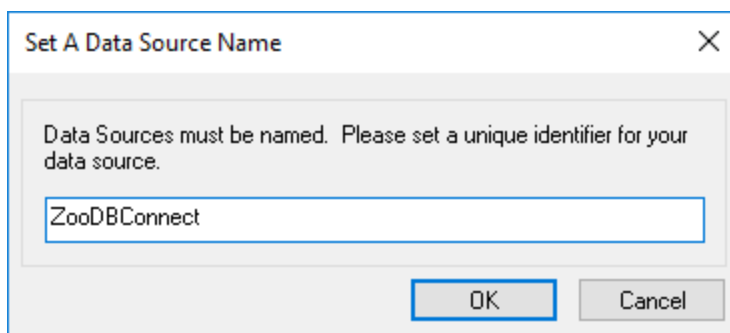 Set A Data Source Name
Data Sources must be named.  Please set a unique identifier for your
data source.
ZooDBConnect
OK
Cancel